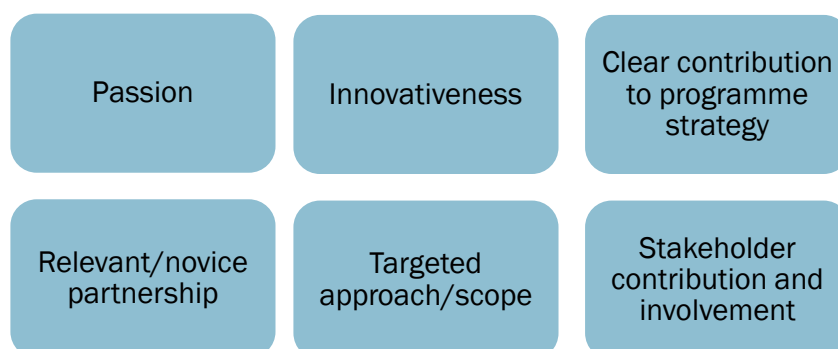 Passion
Innovativeness
Clear contribution
to programme
strategy
Relevant/novice
partnership
Targeted
approach/scope
Stakeholder
contribution and
involvement